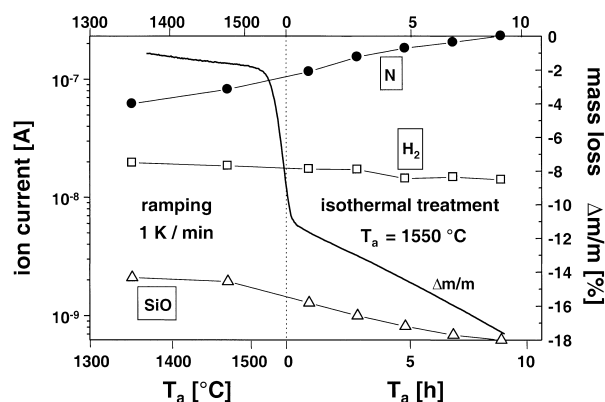 1300 1400 1500 0 5 10
10⁻⁷
10⁻⁸
10⁻⁹
ion current [A]
0
-2
-4
-6
-8
-10
-12
-14
-16
-18
mass loss Δm/m [%]
N
H₂
ramping
1 K / min
isothermal treatment
Tₐ = 1550 °C
SiO
Δm/m
1300 1400 1500 0 5 10
Tₐ [°C] Tₐ [h]